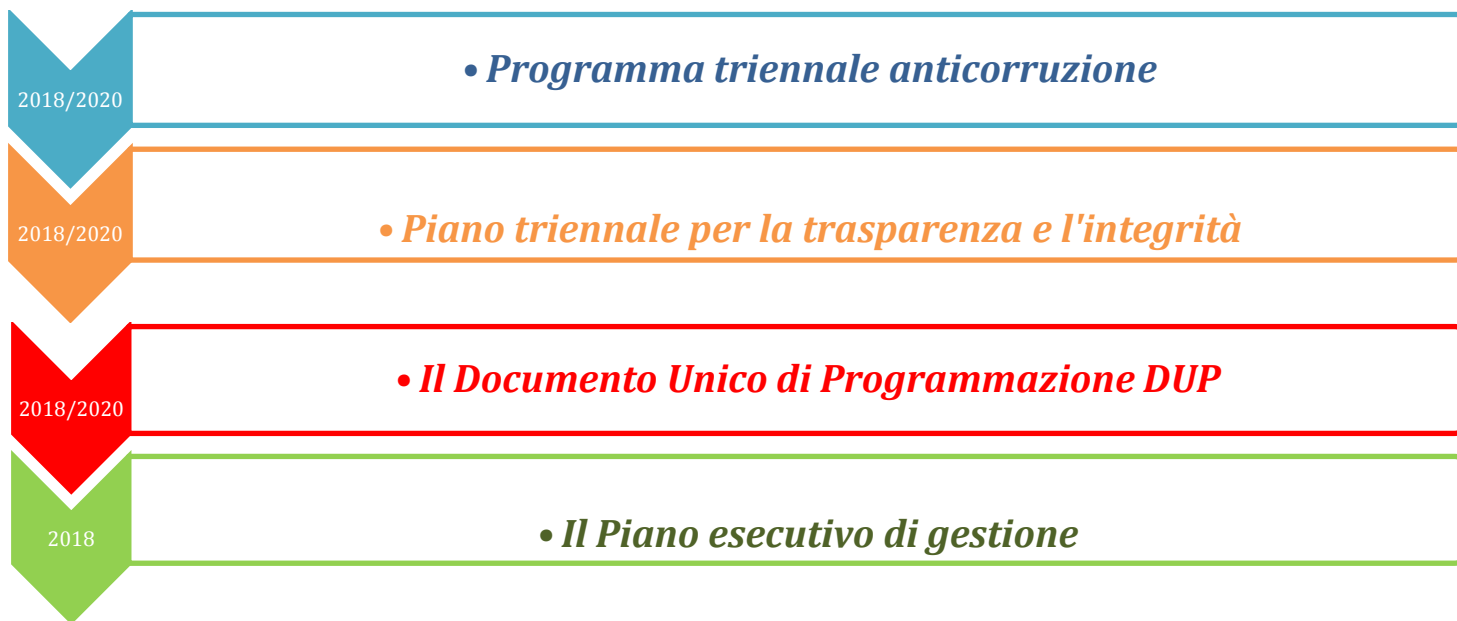 2018/2020
• Programma triennale anticorruzione
2018/2020
• Piano triennale per la trasparenza e l'integrità
2018/2020
• Il Documento Unico di Programmazione DUP
2018
• Il Piano esecutivo di gestione